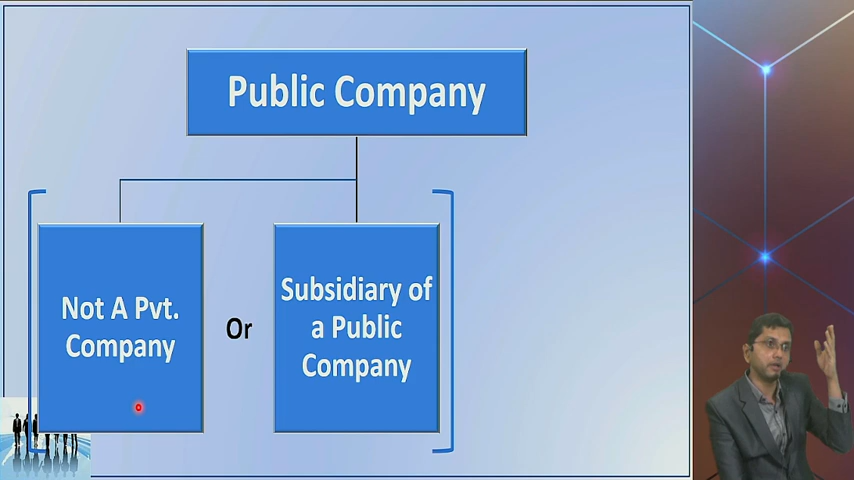 Public Company
Not A Pvt.
Company
Or
Subsidiary of
a Public
Company